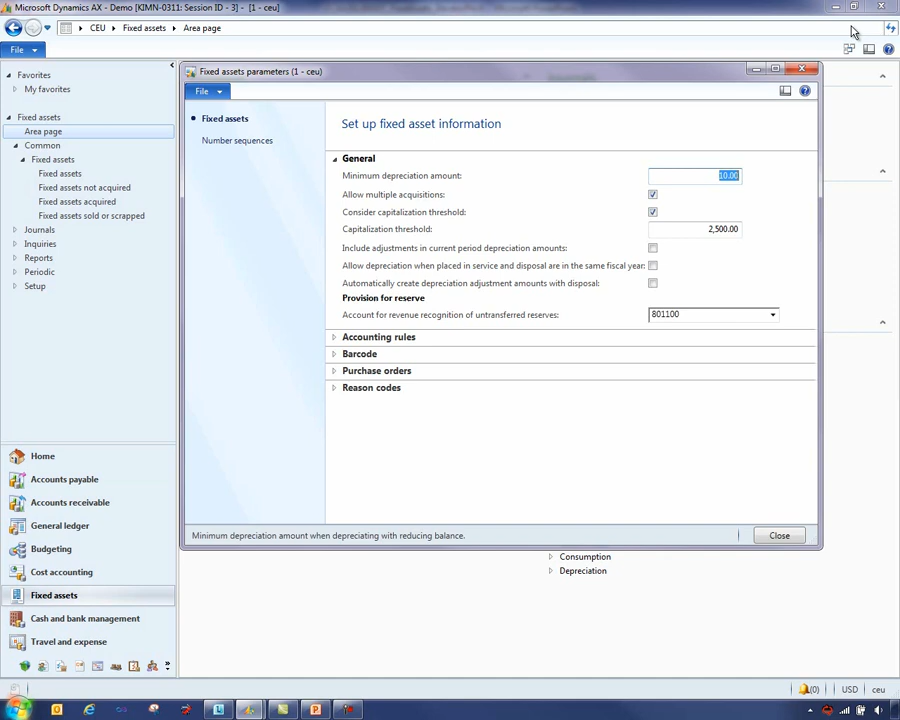 Microsoft Dynamics AX - Demo [KIMN-0311: Session ID - 3] - [1 - ceu]
CEU Fixed assets Area page
File
Favorites
My favorites
Fixed assets
Area page
Common
Fixed assets
Fixed assets
Fixed assets not acquired
Fixed assets acquired
Fixed assets sold or scrapped
Journals
Inquiries
Reports
Periodic
Setup
Home
Accounts payable
Accounts receivable
General ledger
Budgeting
Cost accounting
Fixed assets
Cash and bank management
Travel and expense
Fixed assets parameters (1 - ceu)
File
Fixed assets
Number sequences
Set up fixed asset information
General
Minimum depreciation amount: 10.00
Allow multiple acquisitions:
Consider capitalization threshold:
Capitalization threshold: 2,500.00
Include adjustments in current period depreciation amounts:
Allow depreciation when placed in service and disposal are in the same fiscal year:
Automatically create depreciation adjustment amounts with disposal:
Provision for reserve
Account for revenue recognition of untransferred reserves: 801100
Accounting rules
Barcode
Purchase orders
Reason codes
Minimum depreciation amount when depreciating with reducing balance.
Close
Consumption
Depreciation
(0) USD ceu